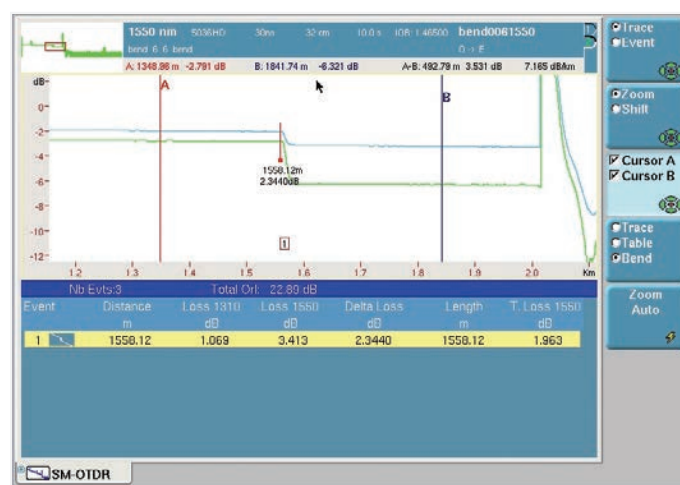 1550 nm 5036HD 30ns 32 cm 10.0 s IOR: 1.46500 bend0061550
bend 6.6 bend O→E
A: 1348.96 m -2.791 dB B: 1841.74 m -6.321 dB A-B: 492.79 m 3.531 dB 7.165 dB/km
dB-
0-
-2-
-4-
-6-
-8-
-10-
-12-
A
B
1558.12m
2.3440dB
1
1.2 1.3 1.4 1.5 1.6 1.7 1.8 1.9 2.0 Km
Nb Evts:3 Total Orl: 22.89 dB
Event Distance Loss 1310 Loss 1550 Delta Loss Length T. Loss 1550
m dB dB dB m dB
1 1558.12 1.069 3.413 2.3440 1558.12 1.963
SM-OTDR
Trace
Event
Zoom
Shift
Cursor A
Cursor B
Trace
Table
Bend
Zoom
Auto